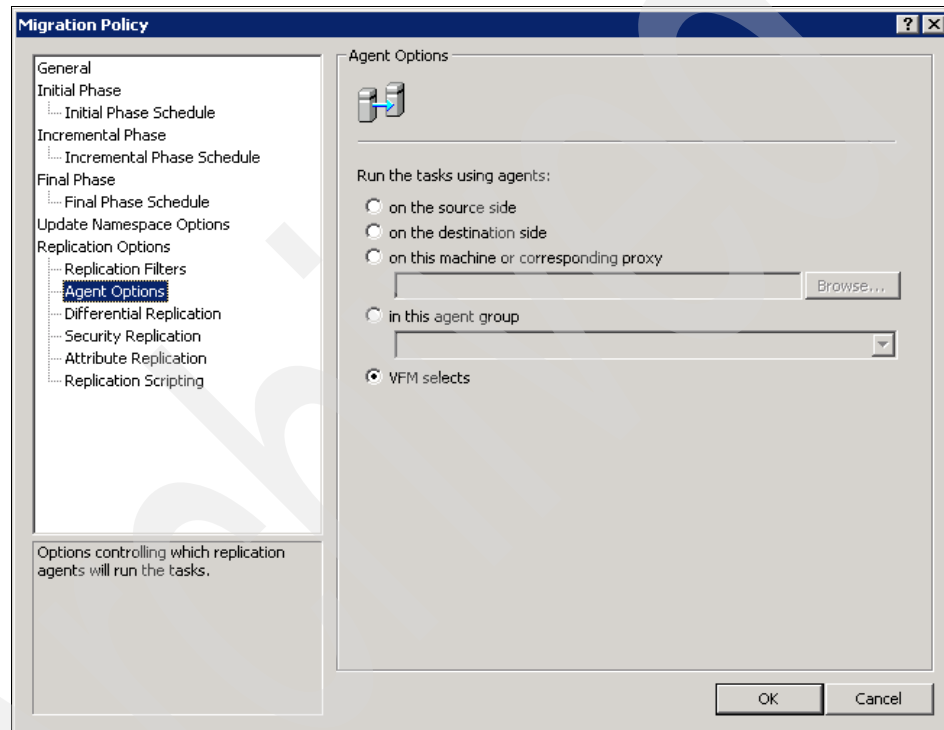 Migration Policy
General
Initial Phase
Initial Phase Schedule
Incremental Phase
Incremental Phase Schedule
Final Phase
Final Phase Schedule
Update Namespace Options
Replication Options
Replication Filters
Agent Options
Differential Replication
Security Replication
Attribute Replication
Replication Scripting
Options controlling which replication
agents will run the tasks.
Agent Options
Run the tasks using agents:
on the source side
on the destination side
on this machine or corresponding proxy
Browse...
in this agent group
VFM selects
OK
Cancel